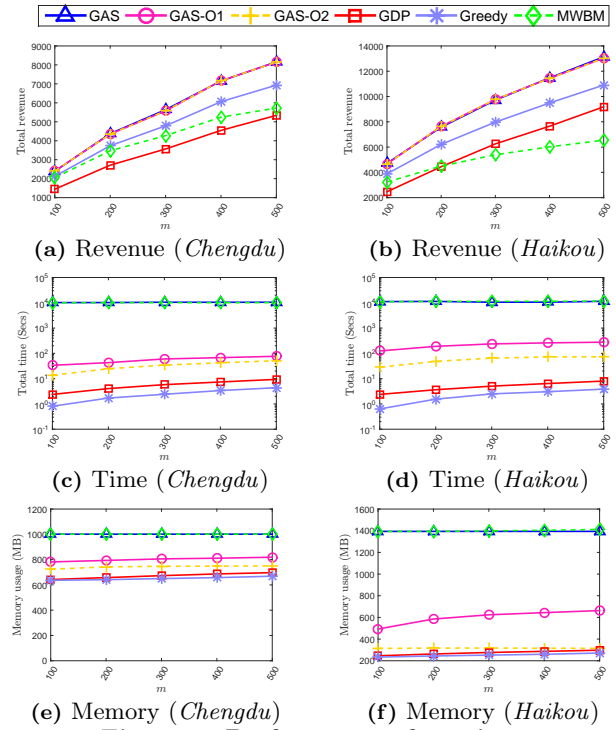 GAS GAS-O1 GAS-O2 GDP Greedy MWBM
Total revenue
9000
8000
7000
6000
5000
4000
3000
2000
1000
100 200 300 400 500
m
(a) Revenue (Chengdu)
Total revenue
14000
12000
10000
8000
6000
4000
2000
100 200 300 400 500
m
(b) Revenue (Haikou)
Total time (Secs)
10^5
10^4
10^3
10^2
10^1
10^0
10^-1
100 200 300 400 500
m
(c) Time (Chengdu)
Total time (Secs)
10^5
10^4
10^3
10^2
10^1
10^0
10^-1
100 200 300 400 500
m
(d) Time (Haikou)
Memory usage (MB)
1200
1000
800
600
400
200
0
100 200 300 400 500
m
(e) Memory (Chengdu)
Memory usage (MB)
1600
1400
1200
1000
800
600
400
200
100 200 300 400 500
m
(f) Memory (Haikou)